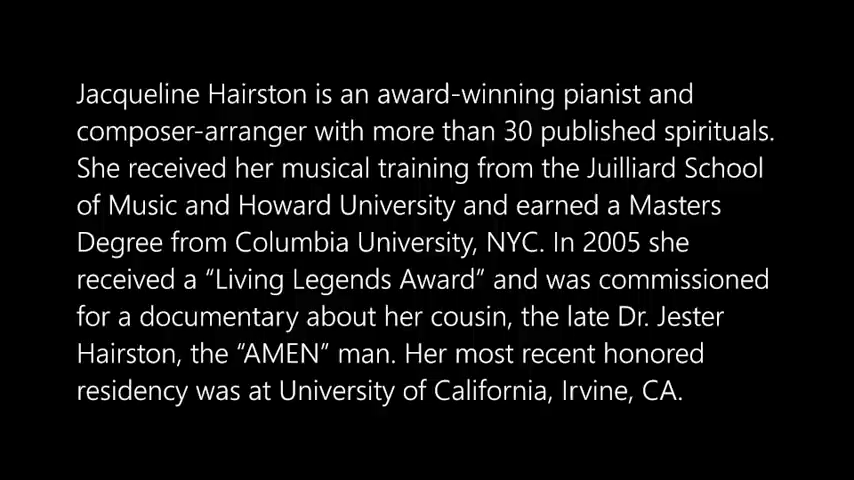 Jacqueline Hairston is an award-winning pianist and
composer-arranger with more than 30 published spirituals.
She received her musical training from the Juilliard School
of Music and Howard University and earned a Masters
Degree from Columbia University, NYC. In 2005 she
received a “Living Legends Award” and was commissioned
for a documentary about her cousin, the late Dr. Jester
Hairston, the “AMEN” man. Her most recent honored
residency was at University of California, Irvine, CA.